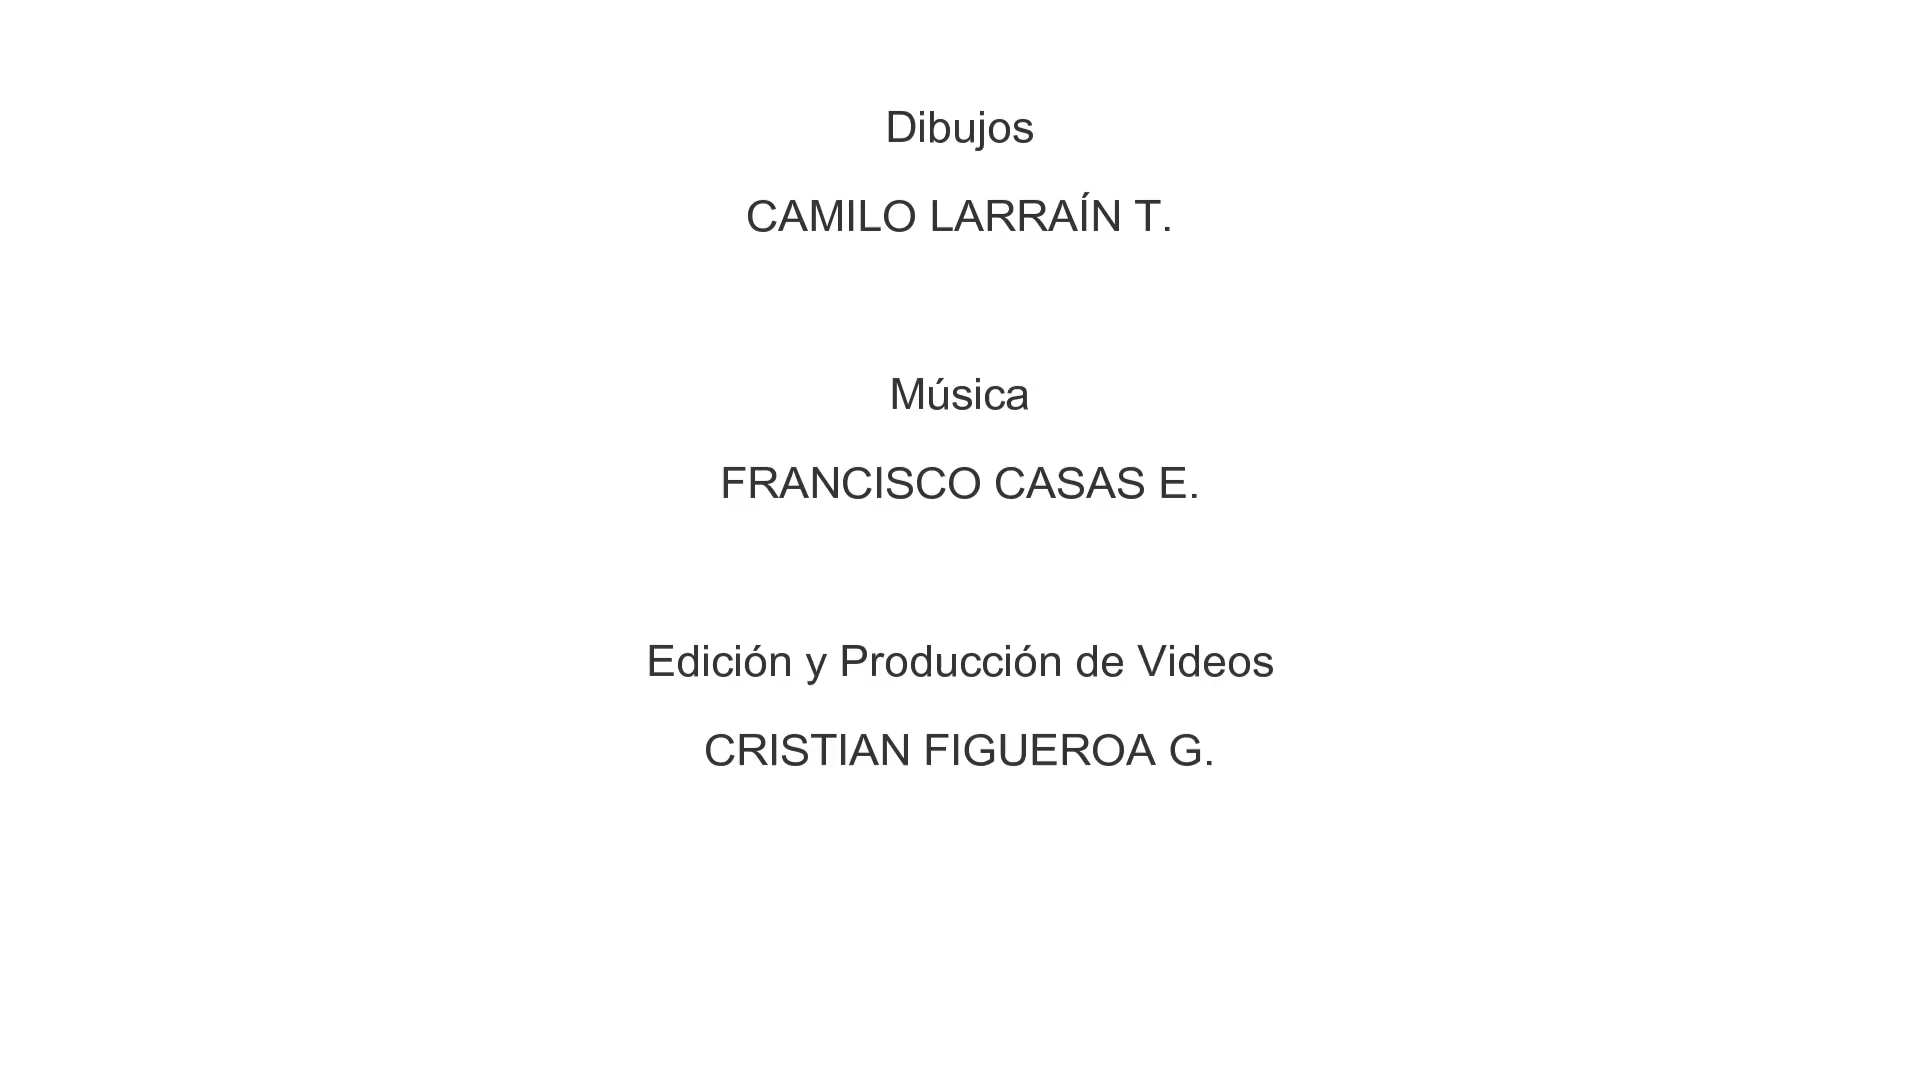 Dibujos
CAMILO LARRAÍN T.
Música
FRANCISCO CASAS E.
Edición y Producción de Videos
CRISTIAN FIGUEROA G.